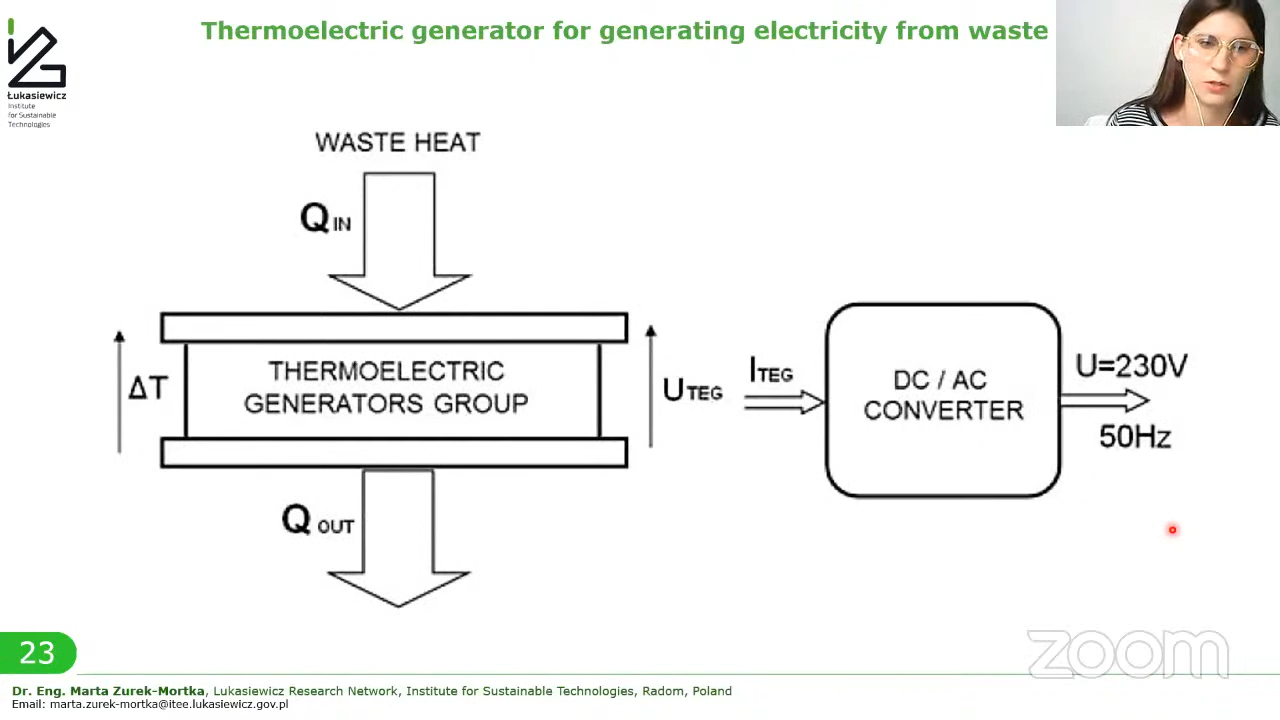 Thermoelectric generator for generating electricity from waste
Łukasiewicz
Institute
for Sustainable
Technologies
WASTE HEAT
Q IN
ΔT
THERMOELECTRIC
GENERATORS GROUP
U TEG
I TEG
DC / AC
CONVERTER
U=230V
50Hz
Q OUT
23
zoom
Dr. Eng. Marta Zurek-Mortka, Lukasiewicz Research Network, Institute for Sustainable Technologies, Radom, Poland
Email: marta.zurek-mortka@itee.lukasiewicz.gov.pl